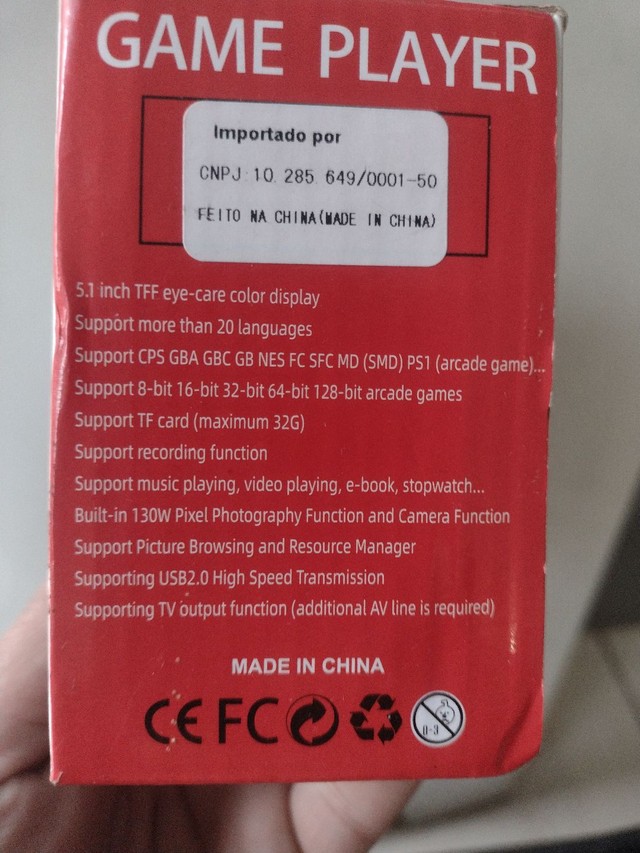 GAME PLAYER
Importado por
CNPJ: 10. 285. 649/0001-50
FEITO NA CHINA(MADE IN CHINA)
5.1 inch TFF eye-care color display
Support more than 20 languages
Support CPS GBA GBC GB NES FC SFC MD (SMD) PS1 (arcade game)...
Support 8-bit 16-bit 32-bit 64-bit 128-bit arcade games
Support TF card (maximum 32G)
Support recording function
Support music playing, video playing, e-book, stopwatch...
Built-in 130W Pixel Photography Function and Camera Function
Support Picture Browsing and Resource Manager
Supporting USB2.0 High Speed Transmission
Supporting TV output function (additional AV line is required)
MADE IN CHINA
CE FC 0-3